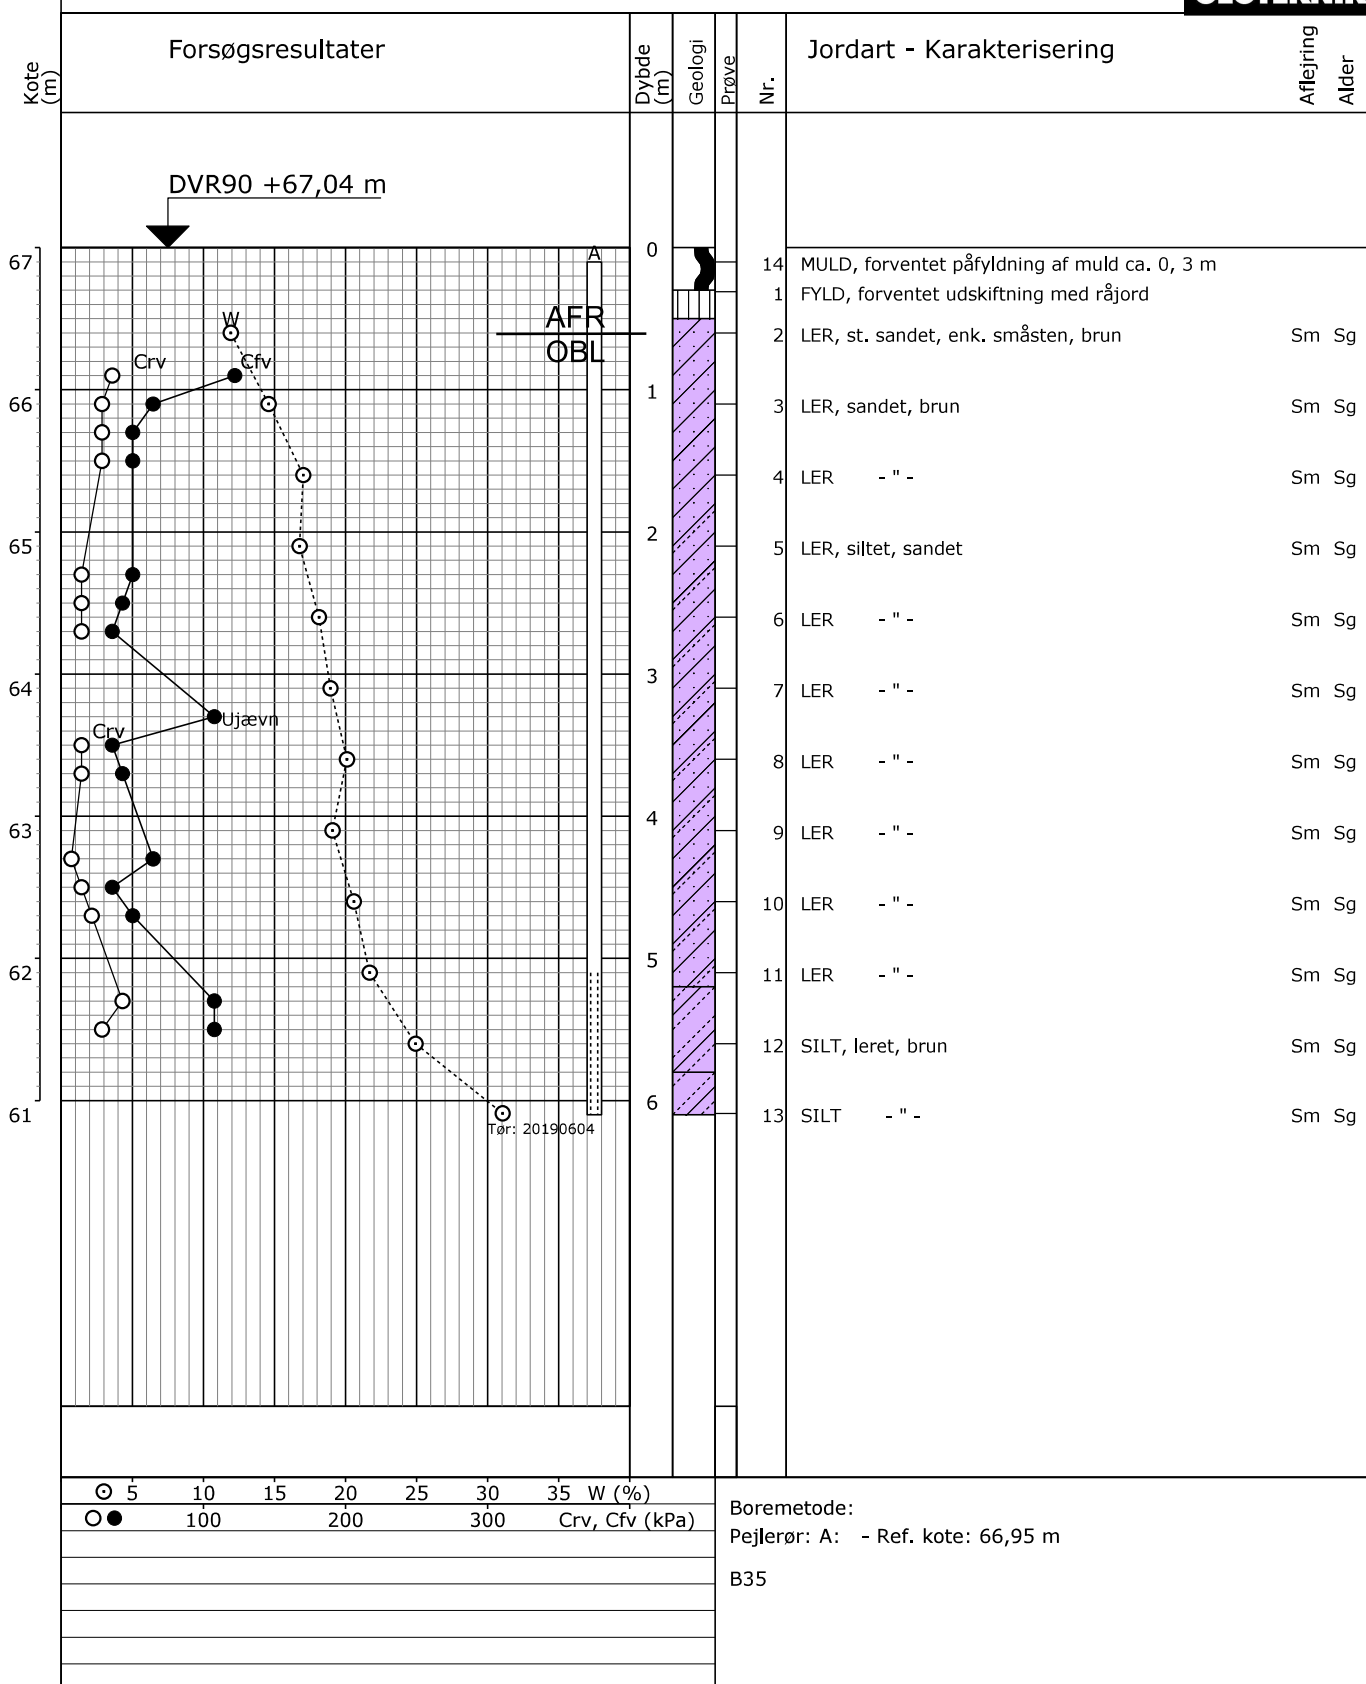 Kote (m)
Forsøgsresultater
Dybde (m)
Geologi
Prøve
Nr.
Jordart - Karakterisering
Aflejring
Alder
DVR90 +67,04 m
67
66
65
64
63
62
61
A
W
AFR
OBL
Crv
Cfv
Ujævn
Crv
Tør: 20190604
0
1
2
3
4
5
6
14 MULD, forventet påfyldning af muld ca. 0, 3 m
1 FYLD, forventet udskiftning med råjord
2 LER, st. sandet, enk. småsten, brun Sm Sg
3 LER, sandet, brun Sm Sg
4 LER - " - Sm Sg
5 LER, siltet, sandet Sm Sg
6 LER - " - Sm Sg
7 LER - " - Sm Sg
8 LER - " - Sm Sg
9 LER - " - Sm Sg
10 LER - " - Sm Sg
11 LER - " - Sm Sg
12 SILT, leret, brun Sm Sg
13 SILT - " - Sm Sg
5 10 15 20 25 30 35 W (%)
100 200 300 Crv, Cfv (kPa)
Boremetode:
Pejlerør: A: - Ref. kote: 66,95 m
B35